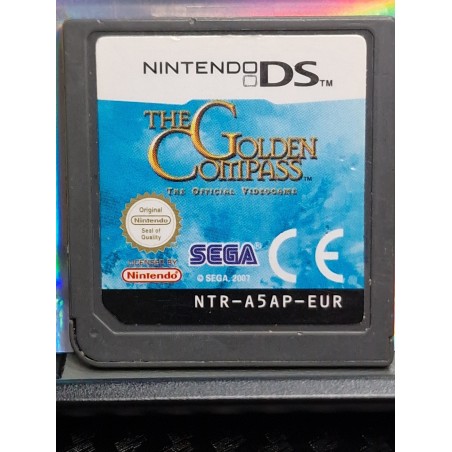 NINTENDO DS™
THE GOLDEN
COMPASS™
THE OFFICIAL VIDEOGAME
Original
Nintendo
Seal of
Quality
LICENSED BY
Nintendo
SEGA®
© SEGA, 2007
CE
NTR-A5AP-EUR